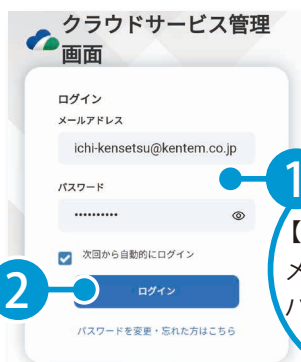 クラウドサービス管理
画面
ログイン
メールアドレス
ichi-kensetsu@kentem.co.jp
1
パスワード
••••••••••
【
次回から自動的にログイン
メ
2
ログイン
パ
パスワードを変更・忘れた方はこちら